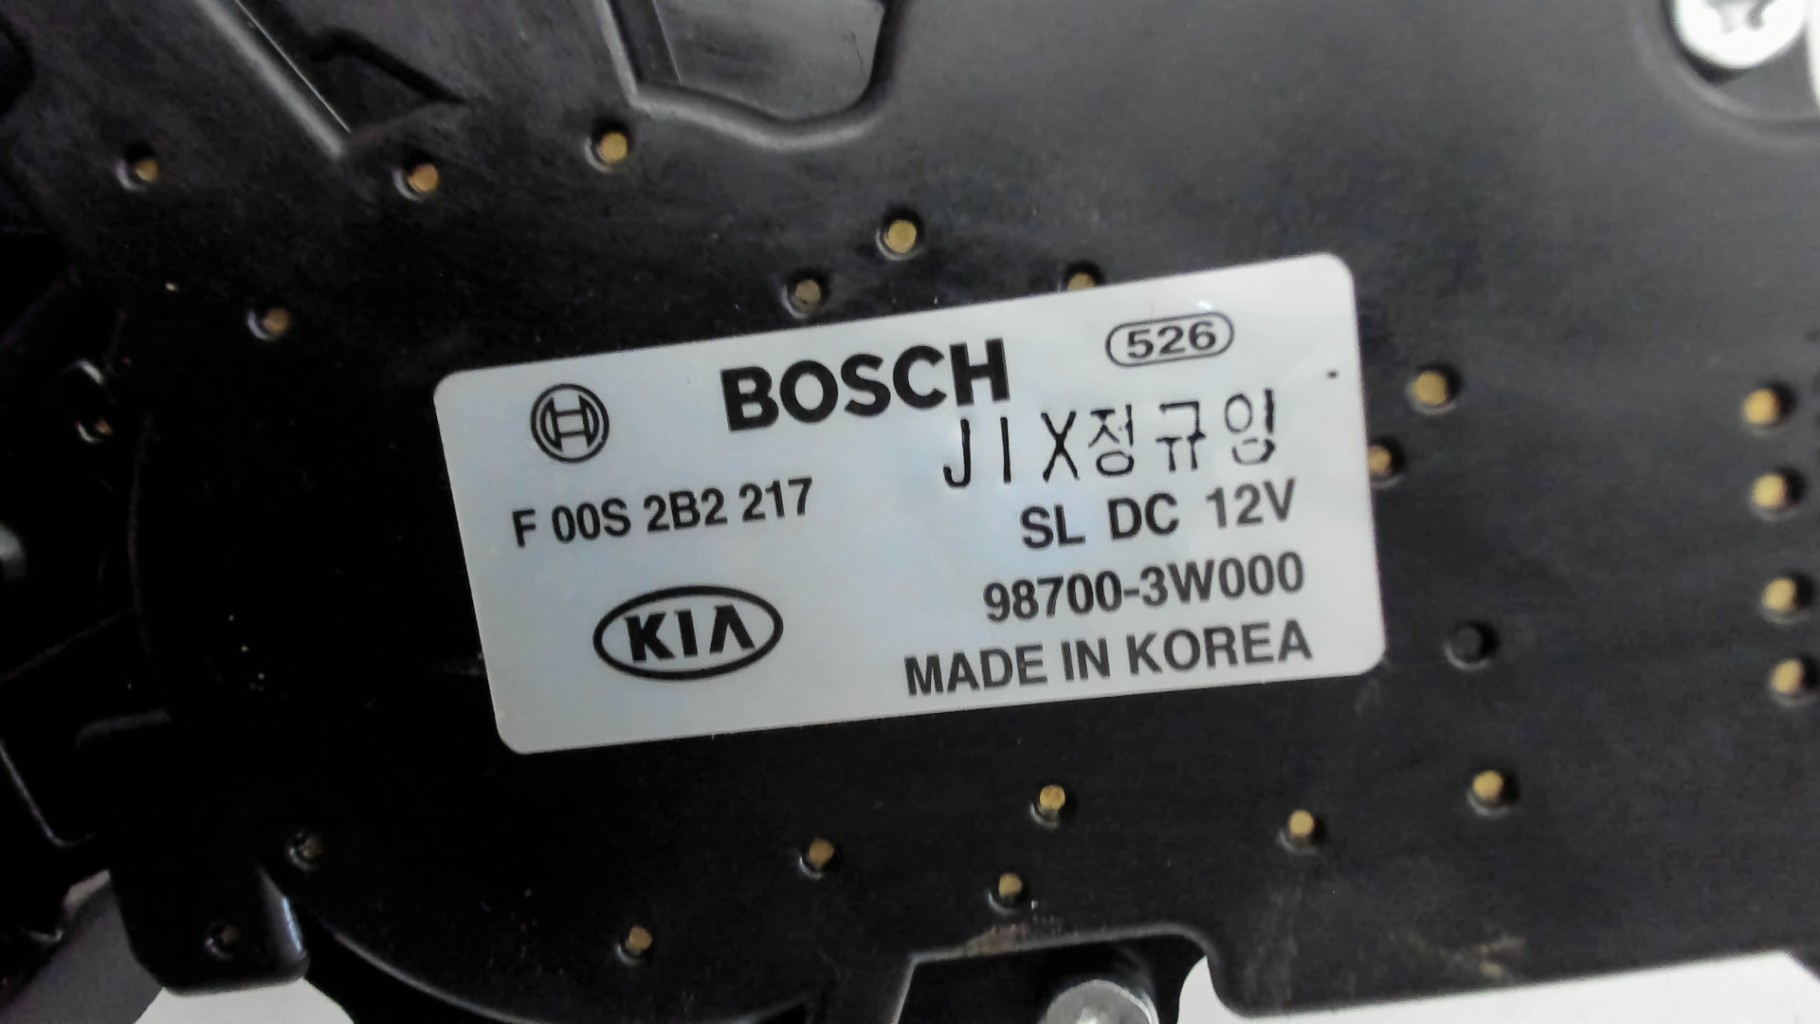 BOSCH 526
JIX정규영
F 00S 2B2 217
SL DC 12V
98700-3W000
KIA
MADE IN KOREA